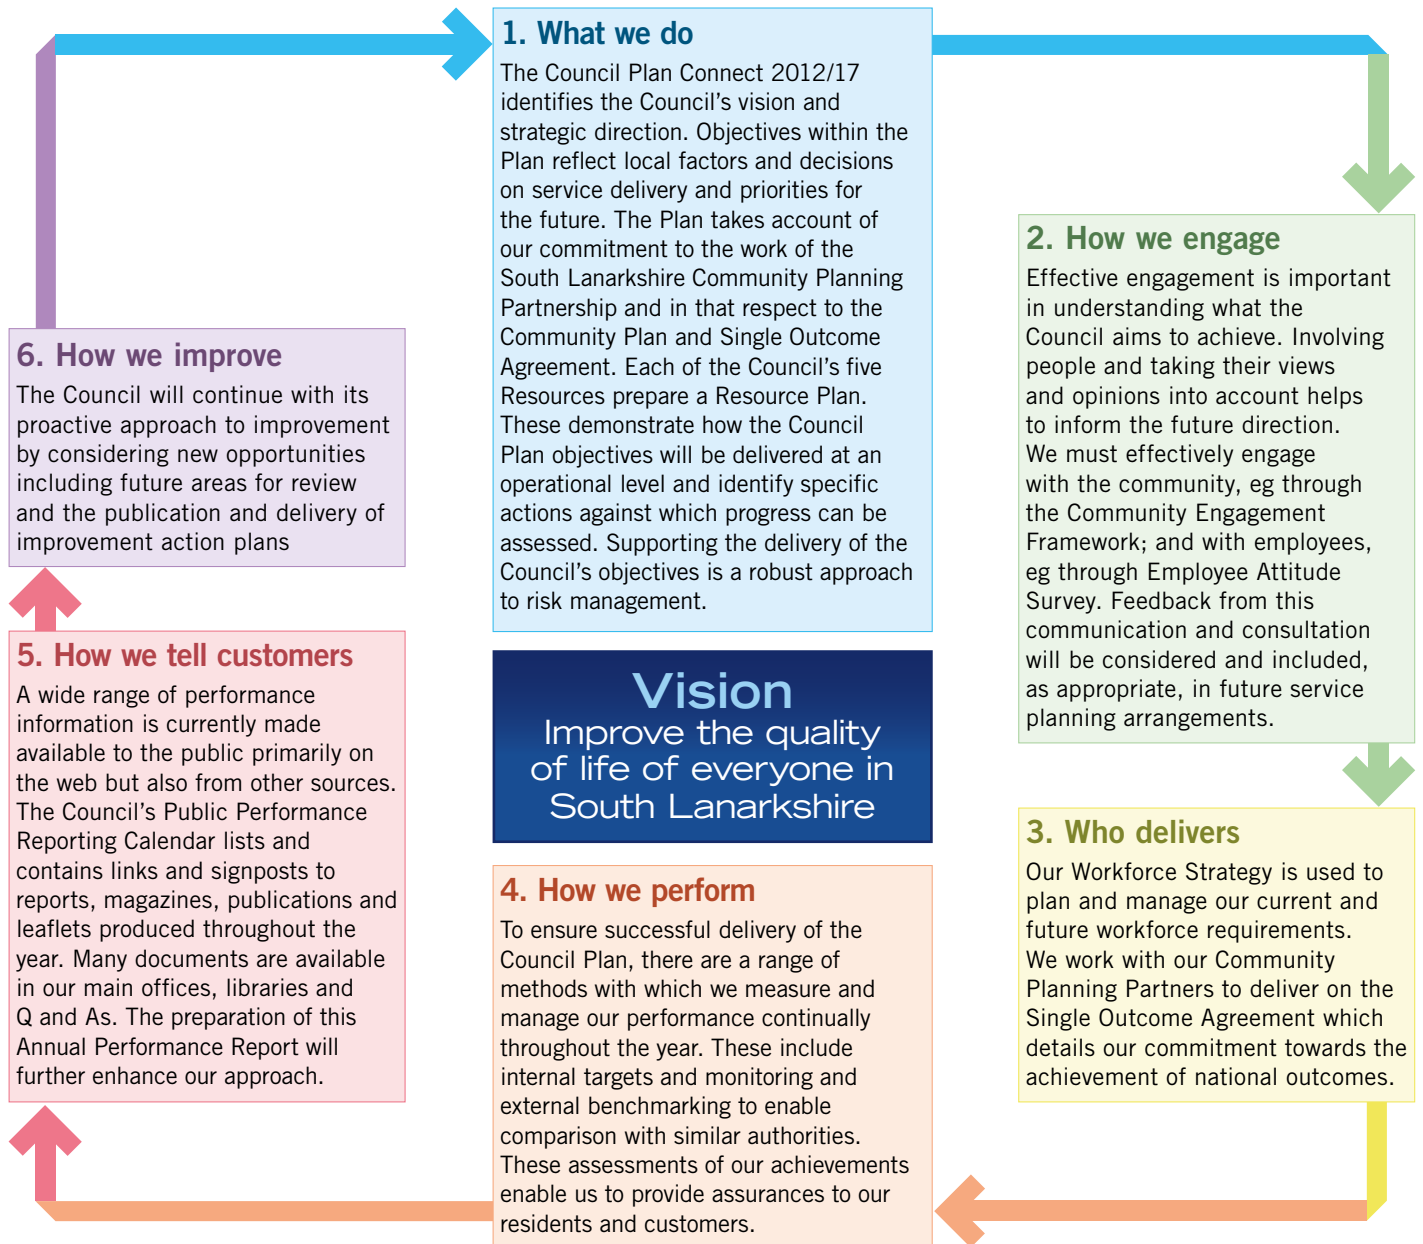 1. What we do
The Council Plan Connect 2012/17
identifies the Council's vision and
strategic direction. Objectives within the
Plan reflect local factors and decisions
on service delivery and priorities for
the future. The Plan takes account of
our commitment to the work of the
South Lanarkshire Community Planning
Partnership and in that respect to the
Community Plan and Single Outcome
Agreement. Each of the Council's five
Resources prepare a Resource Plan.
These demonstrate how the Council
Plan objectives will be delivered at an
operational level and identify specific
actions against which progress can be
assessed. Supporting the delivery of the
Council's objectives is a robust approach
to risk management.
2. How we engage
Effective engagement is important
in understanding what the
Council aims to achieve. Involving
people and taking their views
and opinions into account helps
to inform the future direction.
We must effectively engage
with the community, eg through
the Community Engagement
Framework; and with employees,
eg through Employee Attitude
Survey. Feedback from this
communication and consultation
will be considered and included,
as appropriate, in future service
planning arrangements.
3. Who delivers
Our Workforce Strategy is used to
plan and manage our current and
future workforce requirements.
We work with our Community
Planning Partners to deliver on the
Single Outcome Agreement which
details our commitment towards the
achievement of national outcomes.
4. How we perform
To ensure successful delivery of the
Council Plan, there are a range of
methods with which we measure and
manage our performance continually
throughout the year. These include
internal targets and monitoring and
external benchmarking to enable
comparison with similar authorities.
These assessments of our achievements
enable us to provide assurances to our
residents and customers.
5. How we tell customers
A wide range of performance
information is currently made
available to the public primarily on
the web but also from other sources.
The Council's Public Performance
Reporting Calendar lists and
contains links and signposts to
reports, magazines, publications and
leaflets produced throughout the
year. Many documents are available
in our main offices, libraries and
Q and As. The preparation of this
Annual Performance Report will
further enhance our approach.
6. How we improve
The Council will continue with its
proactive approach to improvement
by considering new opportunities
including future areas for review
and the publication and delivery of
improvement action plans
Vision
Improve the quality
of life of everyone in
South Lanarkshire